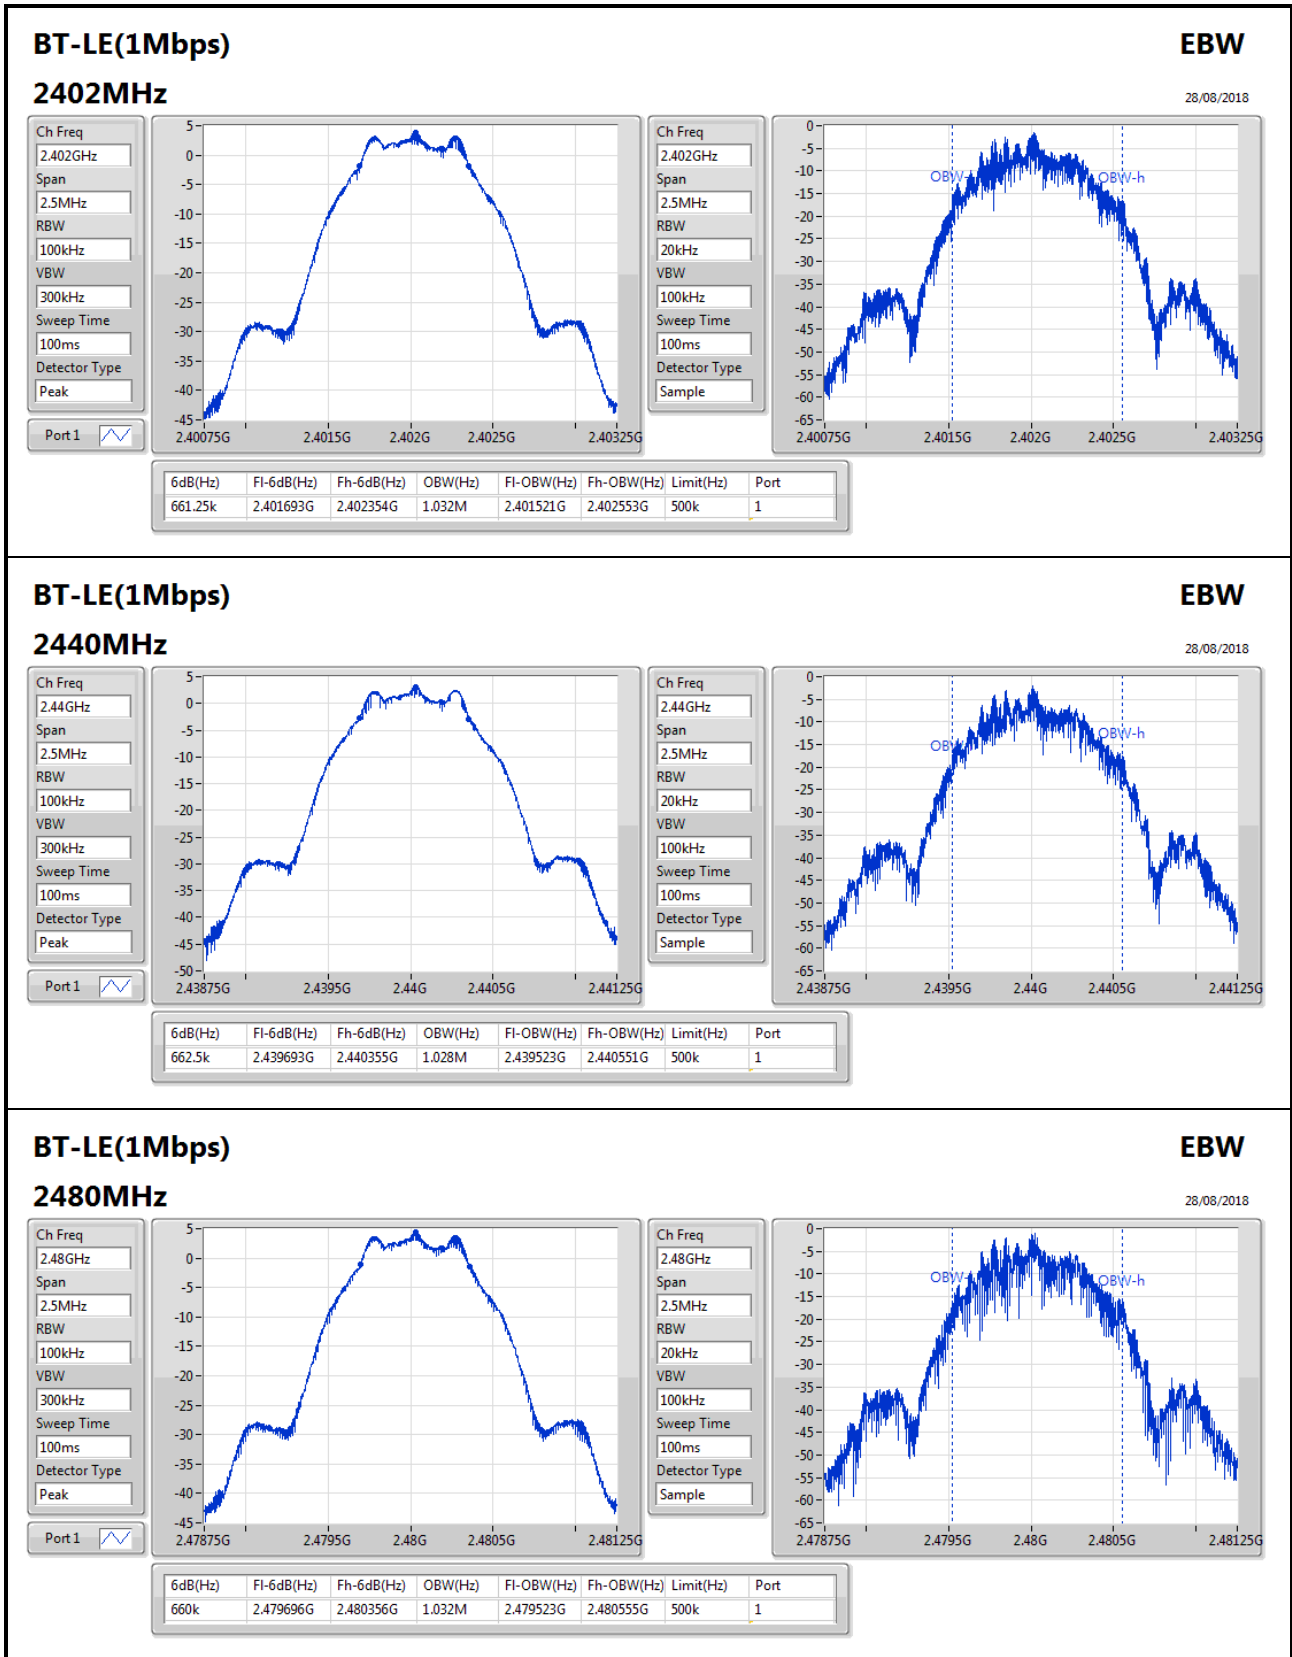 BT-LE(1Mbps)
EBW
2402MHz
28/08/2018
Ch Freq
2.402GHz
Span
2.5MHz
RBW
100kHz
VBW
300kHz
Sweep Time
100ms
Detector Type
Peak
Port 1
5
0
-5
-10
-15
-20
-25
-30
-35
-40
-45
2.40075G 2.4015G 2.402G 2.4025G 2.40325G
Ch Freq
2.402GHz
Span
2.5MHz
RBW
20kHz
VBW
100kHz
Sweep Time
100ms
Detector Type
Sample
0
-5
-10
-15
-20
-25
-30
-35
-40
-45
-50
-55
-60
-65
OBW-h
2.40075G 2.4015G 2.402G 2.4025G 2.40325G
6dB(Hz) Fl-6dB(Hz) Fh-6dB(Hz) OBW(Hz) Fl-OBW(Hz) Fh-OBW(Hz) Limit(Hz) Port
661.25k 2.401693G 2.402354G 1.032M 2.401521G 2.402553G 500k 1
BT-LE(1Mbps)
EBW
2440MHz
28/08/2018
Ch Freq
2.44GHz
Span
2.5MHz
RBW
100kHz
VBW
300kHz
Sweep Time
100ms
Detector Type
Peak
Port 1
5
0
-5
-10
-15
-20
-25
-30
-35
-40
-45
-50
2.43875G 2.4395G 2.44G 2.4405G 2.44125G
Ch Freq
2.44GHz
Span
2.5MHz
RBW
20kHz
VBW
100kHz
Sweep Time
100ms
Detector Type
Sample
0
-5
-10
-15
-20
-25
-30
-35
-40
-45
-50
-55
-60
-65
OBW-h
2.43875G 2.4395G 2.44G 2.4405G 2.44125G
6dB(Hz) Fl-6dB(Hz) Fh-6dB(Hz) OBW(Hz) Fl-OBW(Hz) Fh-OBW(Hz) Limit(Hz) Port
662.5k 2.439693G 2.440355G 1.028M 2.439523G 2.440551G 500k 1
BT-LE(1Mbps)
EBW
2480MHz
28/08/2018
Ch Freq
2.48GHz
Span
2.5MHz
RBW
100kHz
VBW
300kHz
Sweep Time
100ms
Detector Type
Peak
Port 1
5
0
-5
-10
-15
-20
-25
-30
-35
-40
-45
2.47875G 2.4795G 2.48G 2.4805G 2.48125G
Ch Freq
2.48GHz
Span
2.5MHz
RBW
20kHz
VBW
100kHz
Sweep Time
100ms
Detector Type
Sample
0
-5
-10
-15
-20
-25
-30
-35
-40
-45
-50
-55
-60
-65
OBW-h
2.47875G 2.4795G 2.48G 2.4805G 2.48125G
6dB(Hz) Fl-6dB(Hz) Fh-6dB(Hz) OBW(Hz) Fl-OBW(Hz) Fh-OBW(Hz) Limit(Hz) Port
660k 2.479696G 2.480356G 1.032M 2.479523G 2.480555G 500k 1